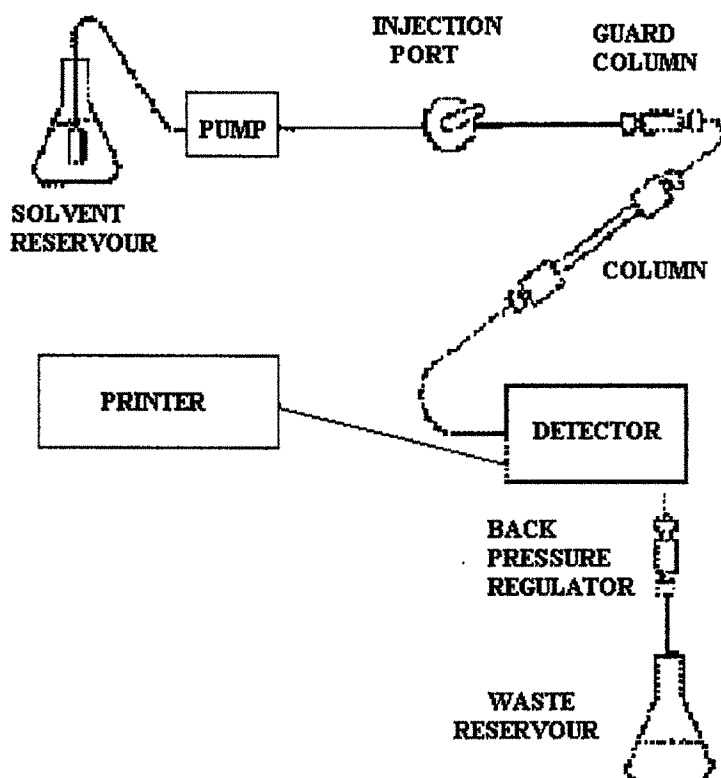 INJECTION
PORT
GUARD
COLUMN
PUMP
SOLVENT
RESERVOUR
COLUMN
PRINTER
DETECTOR
BACK
PRESSURE
REGULATOR
WASTE
RESERVOUR